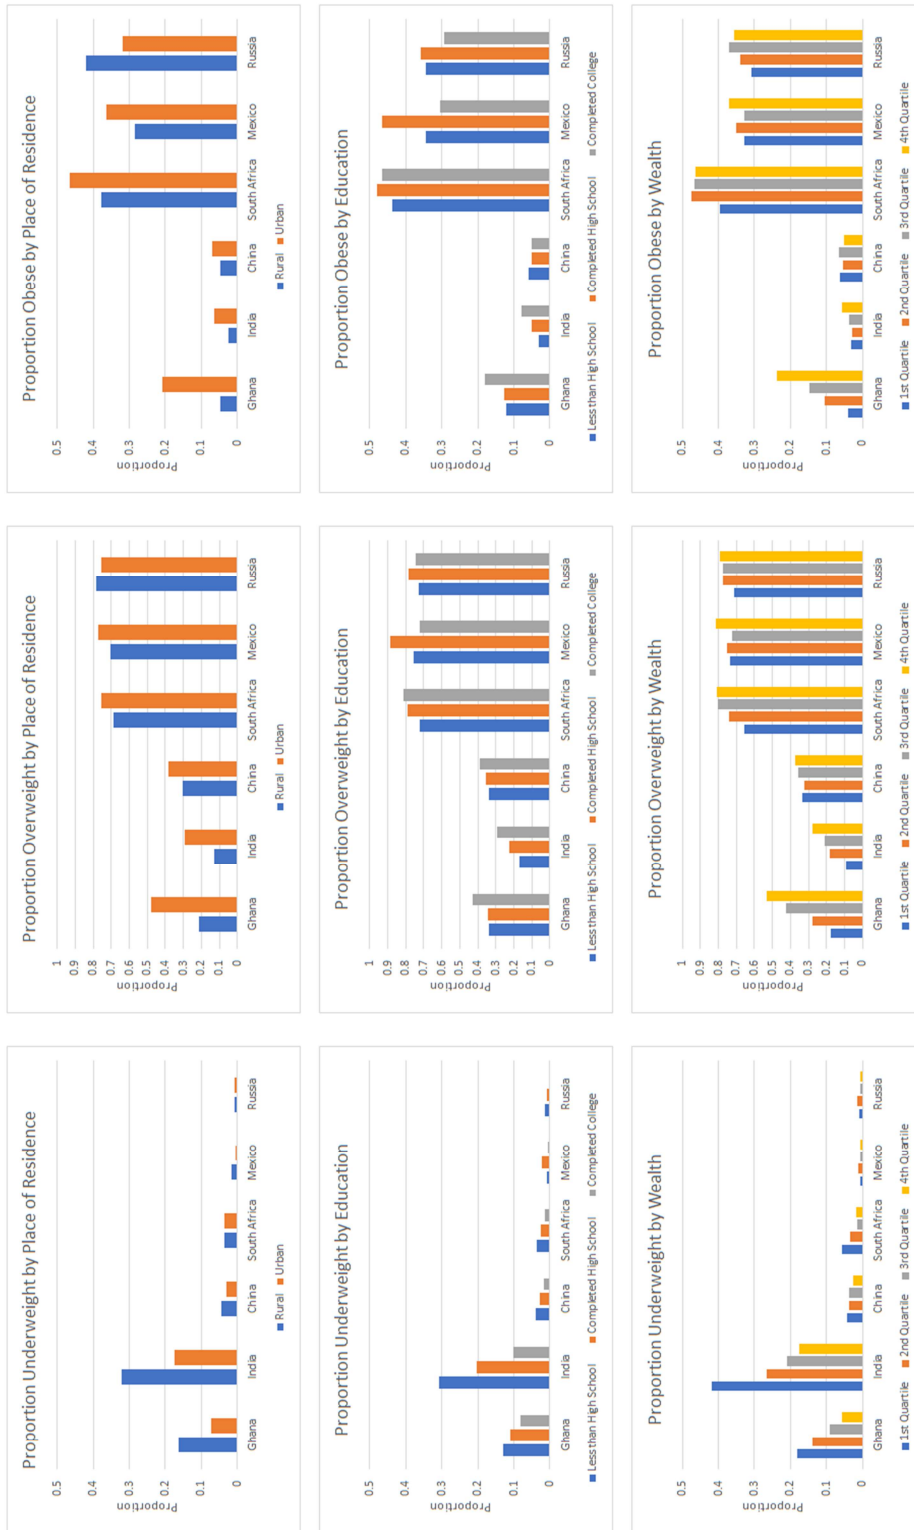 Proportion Underweight by Place of Residence
0.5
0.4
0.3
0.2
0.1
0
Proportion
Ghana India China South Africa Mexico Russia
Rural Urban
Proportion Overweight by Place of Residence
1
0.9
0.8
0.7
0.6
0.5
0.4
0.3
0.2
0.1
0
Proportion
Ghana India China South Africa Mexico Russia
Rural Urban
Proportion Obese by Place of Residence
0.5
0.4
0.3
0.2
0.1
0
Proportion
Ghana India China South Africa Mexico Russia
Rural Urban
Proportion Underweight by Education
0.5
0.4
0.3
0.2
0.1
0
Proportion
Ghana India China South Africa Mexico Russia
Less than High School Completed High School Completed College
Proportion Overweight by Education
1
0.9
0.8
0.7
0.6
0.5
0.4
0.3
0.2
0.1
0
Proportion
Ghana India China South Africa Mexico Russia
Less than High School Completed High School Completed College
Proportion Obese by Education
0.5
0.4
0.3
0.2
0.1
0
Proportion
Ghana India China South Africa Mexico Russia
Less than High School Completed High School Completed College
Proportion Underweight by Wealth
0.5
0.4
0.3
0.2
0.1
0
Proportion
Ghana India China South Africa Mexico Russia
1st Quartile 2nd Quartile 3rd Quartile 4th Quartile
Proportion Overweight by Wealth
1
0.9
0.8
0.7
0.6
0.5
0.4
0.3
0.2
0.1
0
Proportion
Ghana India China South Africa Mexico Russia
1st Quartile 2nd Quartile 3rd Quartile 4th Quartile
Proportion Obese by Wealth
0.5
0.4
0.3
0.2
0.1
0
Proportion
Ghana India China South Africa Mexico Russia
1st Quartile 2nd Quartile 3rd Quartile 4th Quartile